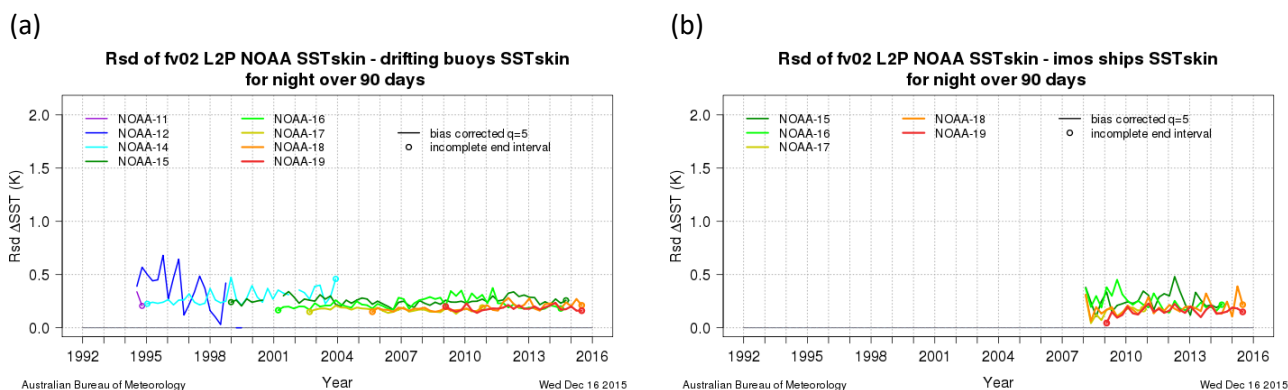 (a)
Rsd of fv02 L2P NOAA SSTskin - drifting buoys SSTskin
for night over 90 days
Rsd ΔSST (K)
2.0
1.5
1.0
0.5
0.0
NOAA-11
NOAA-12
NOAA-14
NOAA-15
NOAA-16
NOAA-17
NOAA-18
NOAA-19
bias corrected q=5
incomplete end interval
1992 1995 1998 2001 2004 2007 2010 2013 2016
Australian Bureau of Meteorology
Year
Wed Dec 16 2015
(b)
Rsd of fv02 L2P NOAA SSTskin - imos ships SSTskin
for night over 90 days
Rsd ΔSST (K)
2.0
1.5
1.0
0.5
0.0
NOAA-15
NOAA-16
NOAA-17
NOAA-18
NOAA-19
bias corrected q=5
incomplete end interval
1992 1995 1998 2001 2004 2007 2010 2013 2016
Australian Bureau of Meteorology
Year
Wed Dec 16 2015